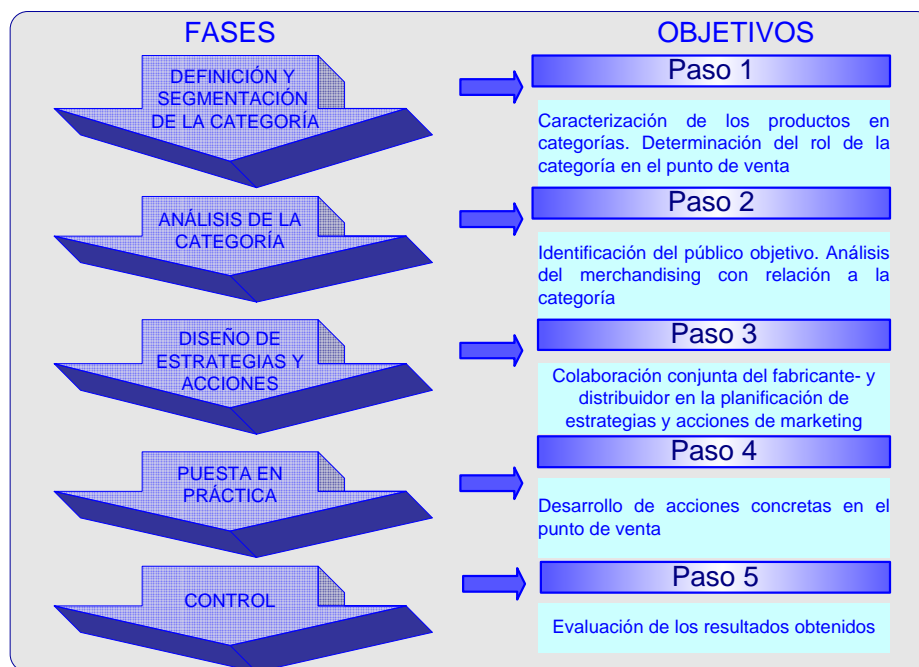 FASES
OBJETIVOS
DEFINICIÓN Y
SEGMENTACIÓN
DE LA CATEGORÍA
Paso 1
Caracterización de los productos en
categorías. Determinación del rol de la
categoría en el punto de venta
ANÁLISIS DE LA
CATEGORÍA
Paso 2
Identificación del público objetivo. Análisis
del merchandising con relación a la
categoría
DISEÑO DE
ESTRATEGIAS Y
ACCIONES
Paso 3
Colaboración conjunta del fabricante- y
distribuidor en la planificación de
estrategias y acciones de marketing
PUESTA EN
PRÁCTICA
Paso 4
Desarrollo de acciones concretas en el
punto de venta
CONTROL
Paso 5
Evaluación de los resultados obtenidos